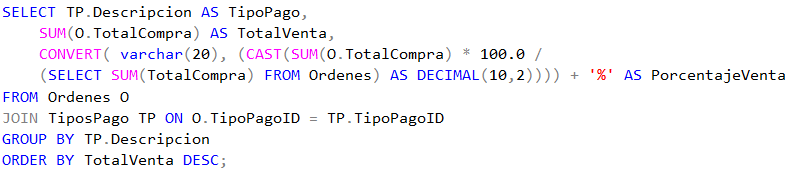 SELECT TP.Descripcion AS TipoPago,
SUM(O.TotalCompra) AS TotalVenta,
CONVERT( varchar(20), (CAST(SUM(O.TotalCompra) * 100.0 /
(SELECT SUM(TotalCompra) FROM Ordenes) AS DECIMAL(10,2)))) + '%' AS PorcentajeVenta
FROM Ordenes O
JOIN TiposPago TP ON O.TipoPagoID = TP.TipoPagoID
GROUP BY TP.Descripcion
ORDER BY TotalVenta DESC;